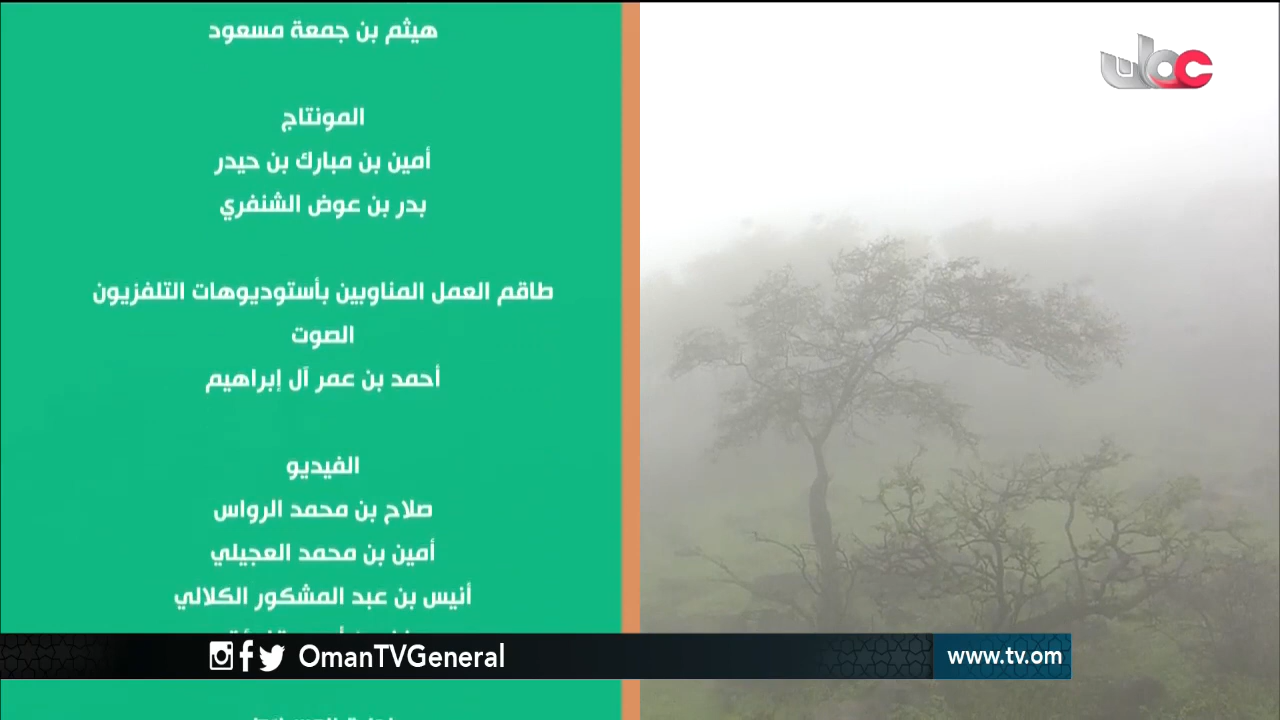 هيثم بن جمعة مسعود
المونتاج
أمين بن مبارك بن حيدر
بدر بن عوض الشنفري
طاقم العمل المناوبين بأستوديوهات التلفزيون
الصوت
أحمد بن عمر آل إبراهيم
الفيديو
صلاح بن محمد الرواس
أمين بن محمد العجيلي
أنيس بن عبد المشكور الكلالي
عمان
OmanTVGeneral
www.tv.om